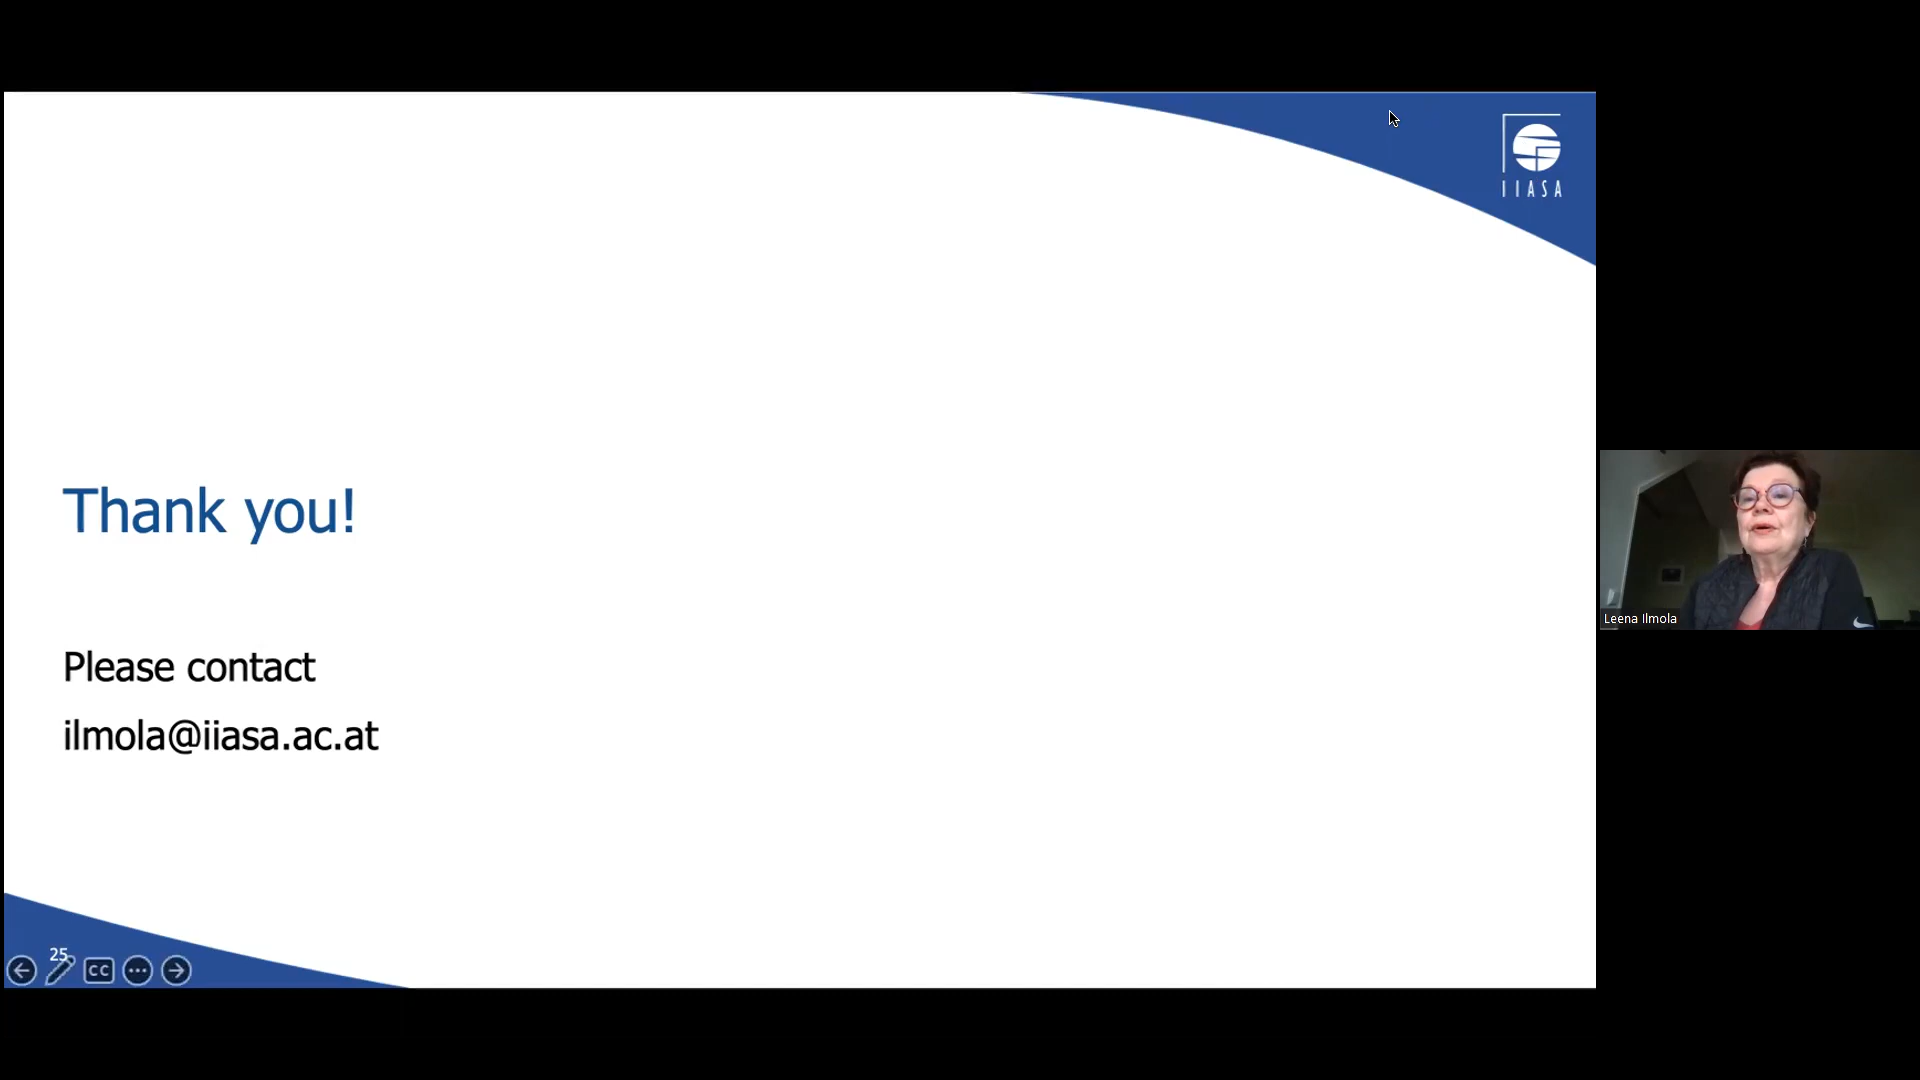 IIASA
Thank you!
Please contact
ilmola@iiasa.ac.at
Leena Ilmola
25
CC